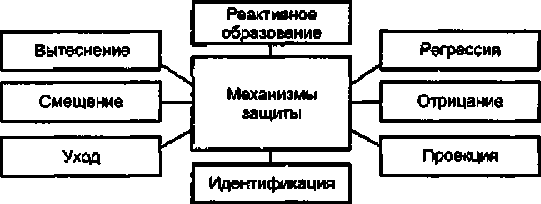 Реактивное
образование
Вытеснение
Регрессия
Механизмы
защиты
Смещение
Отрицание
Уход
Проекция
Идентификация